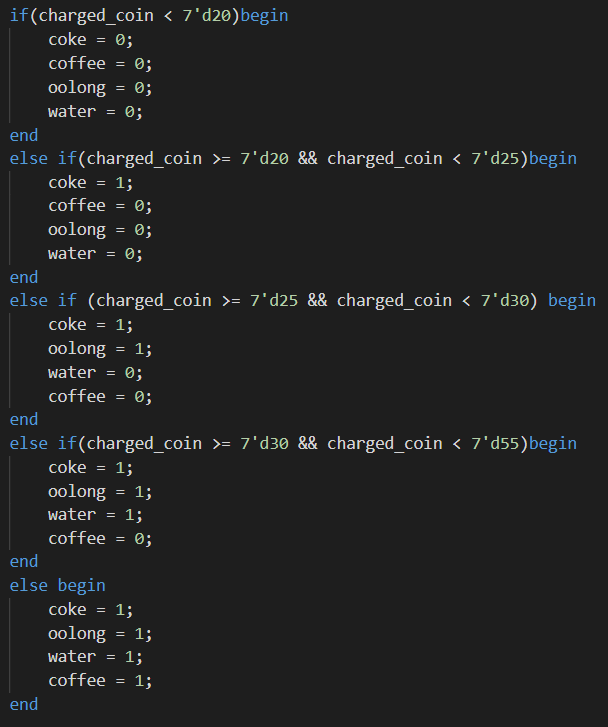 if(charged_coin < 7'd20)begin
    coke = 0;
    coffee = 0;
    oolong = 0;
    water = 0;
end
else if(charged_coin >= 7'd20 && charged_coin < 7'd25)begin
    coke = 1;
    coffee = 0;
    oolong = 0;
    water = 0;
end
else if (charged_coin >= 7'd25 && charged_coin < 7'd30) begin
    coke = 1;
    oolong = 1;
    water = 0;
    coffee = 0;
end
else if(charged_coin >= 7'd30 && charged_coin < 7'd55)begin
    coke = 1;
    oolong = 1;
    water = 1;
    coffee = 0;
end
else begin
    coke = 1;
    oolong = 1;
    water = 1;
    coffee = 1;
end